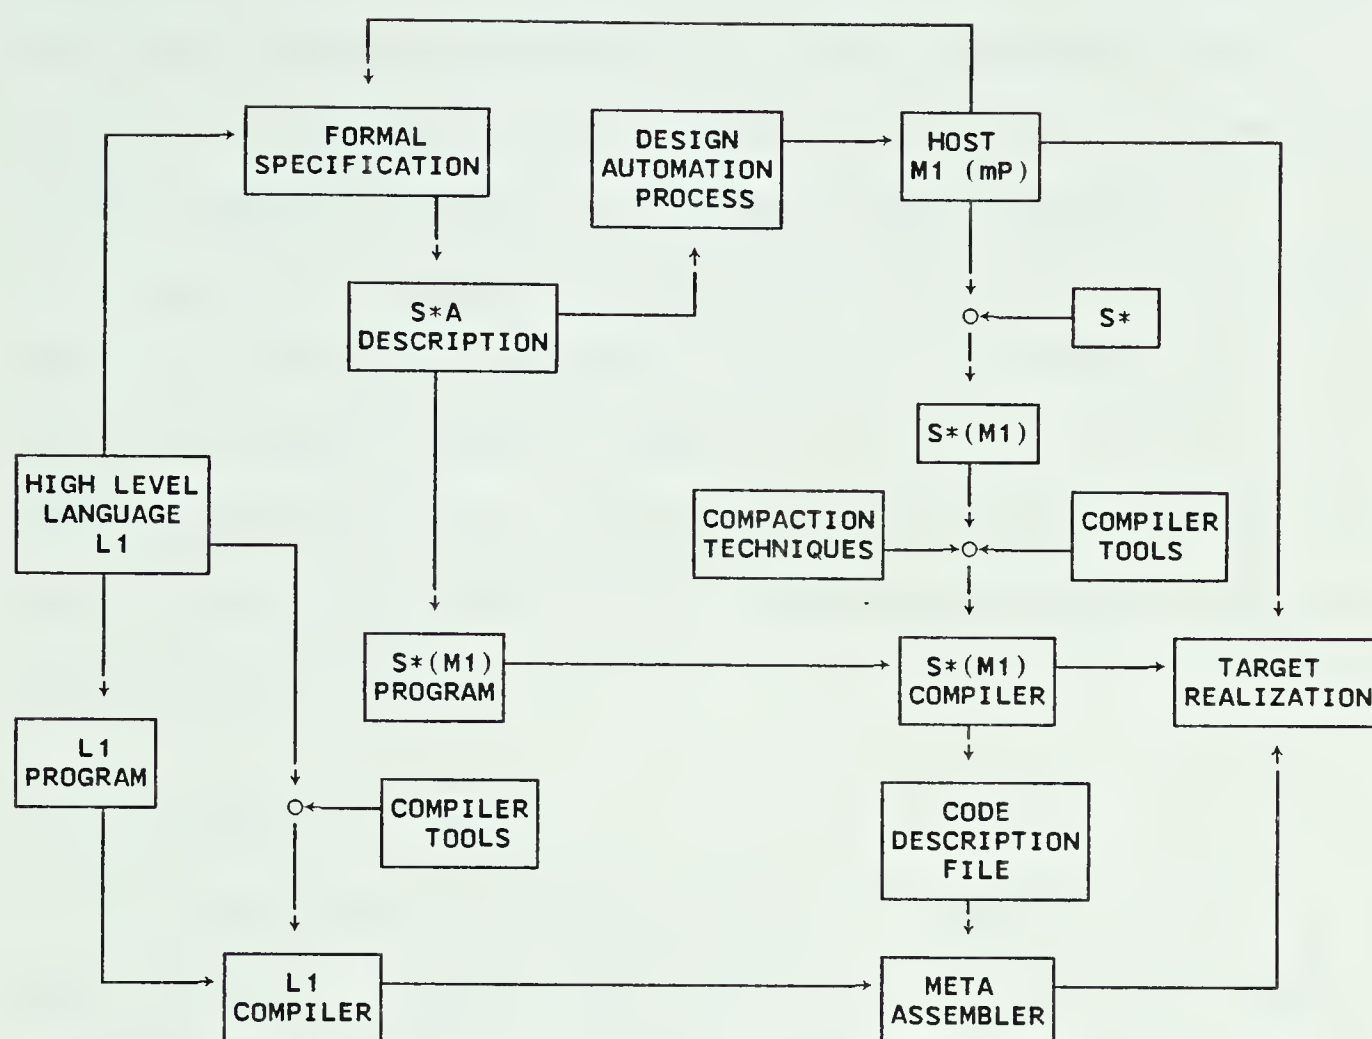 FORMAL
SPECIFICATION
DESIGN
AUTOMATION
PROCESS
HOST
M1 (mP)
S*A
DESCRIPTION
S*
S*(M1)
HIGH LEVEL
LANGUAGE
L1
COMPACTION
TECHNIQUES
COMPILER
TOOLS
S*(M1)
PROGRAM
S*(M1)
COMPILER
TARGET
REALIZATION
L1
PROGRAM
COMPILER
TOOLS
CODE
DESCRIPTION
FILE
L1
COMPILER
META
ASSEMBLER